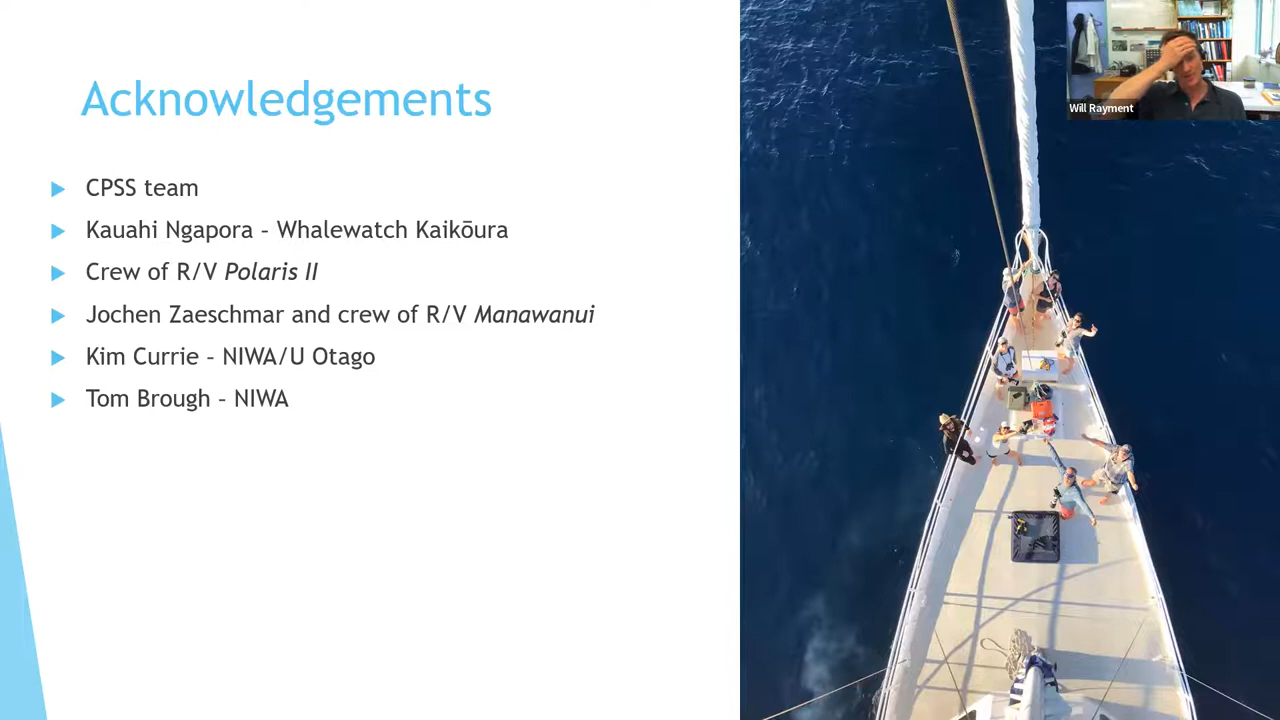 Acknowledgements
CPSS team
Kauahi Ngapora – Whalewatch Kaikōura
Crew of R/V Polaris II
Jochen Zaeschmar and crew of R/V Manawanui
Kim Currie – NIWA/U Otago
Tom Brough – NIWA
Will Rayment